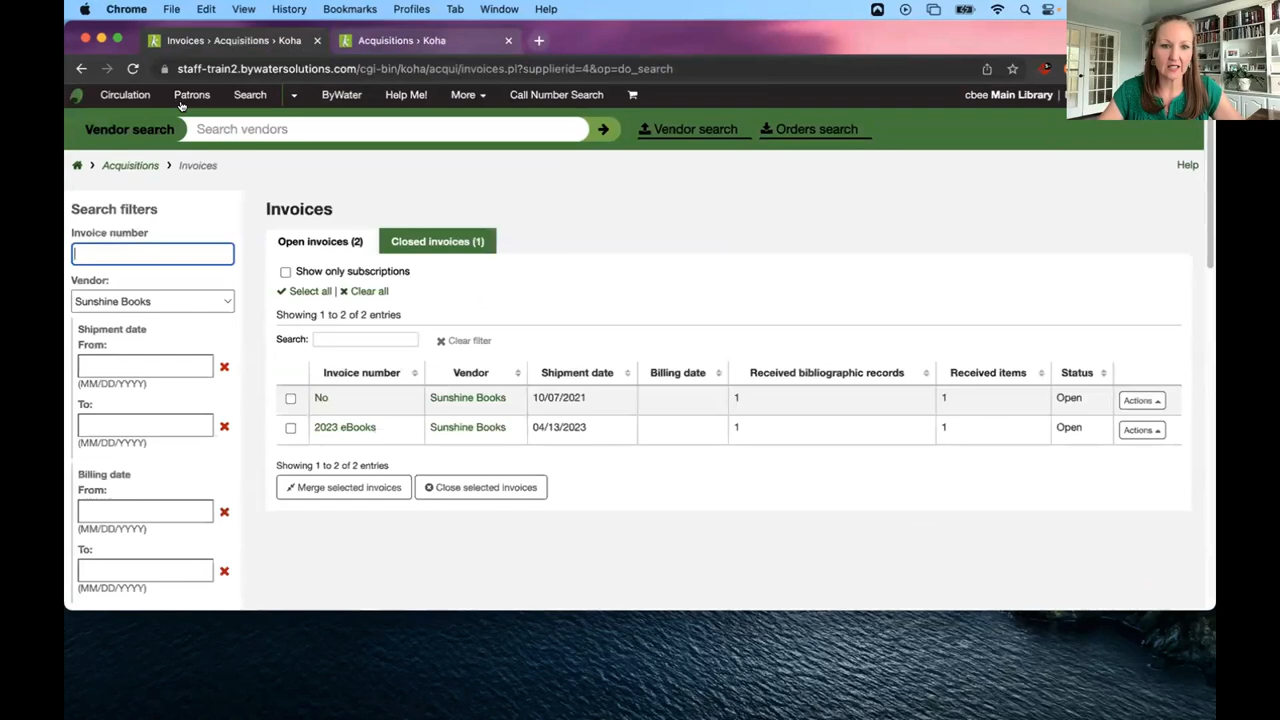 Chrome File Edit View History Bookmarks Profiles Tab Window Help
Invoices › Acquisitions › Koha
Acquisitions › Koha
staff-train2.bywatersolutions.com/cgi-bin/koha/acqui/invoices.pl?supplierid=4&op=do_search
Circulation Patrons Search ByWater Help Me! More Call Number Search cbee Main Library
Vendor search Search vendors Vendor search Orders search
Acquisitions Invoices Help
Search filters
Invoice number
Vendor:
Sunshine Books
Shipment date
From:
(MM/DD/YYYY)
To:
(MM/DD/YYYY)
Billing date
From:
(MM/DD/YYYY)
To:
(MM/DD/YYYY)
Invoices
Open invoices (2) Closed invoices (1)
Show only subscriptions
Select all | Clear all
Showing 1 to 2 of 2 entries
Search: Clear filter
Invoice number Vendor Shipment date Billing date Received bibliographic records Received items Status
No Sunshine Books 10/07/2021 1 1 Open Actions
2023 eBooks Sunshine Books 04/13/2023 1 1 Open Actions
Showing 1 to 2 of 2 entries
Merge selected invoices Close selected invoices